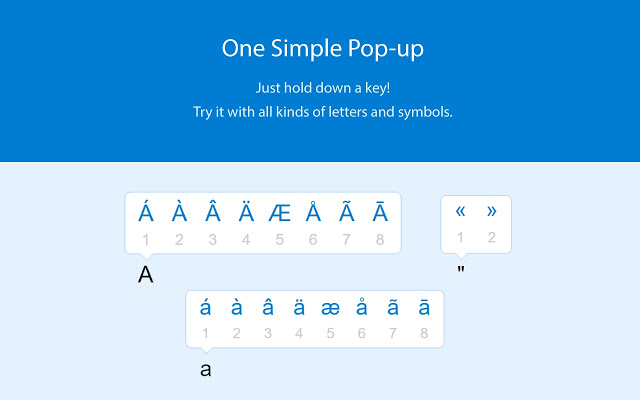 One Simple Pop-up
Just hold down a key!
Try it with all kinds of letters and symbols.
Á À Â Ä Æ Å Ã Ā
1 2 3 4 5 6 7 8
A
« »
1 2
"
á à â ä æ å ã ā
1 2 3 4 5 6 7 8
a